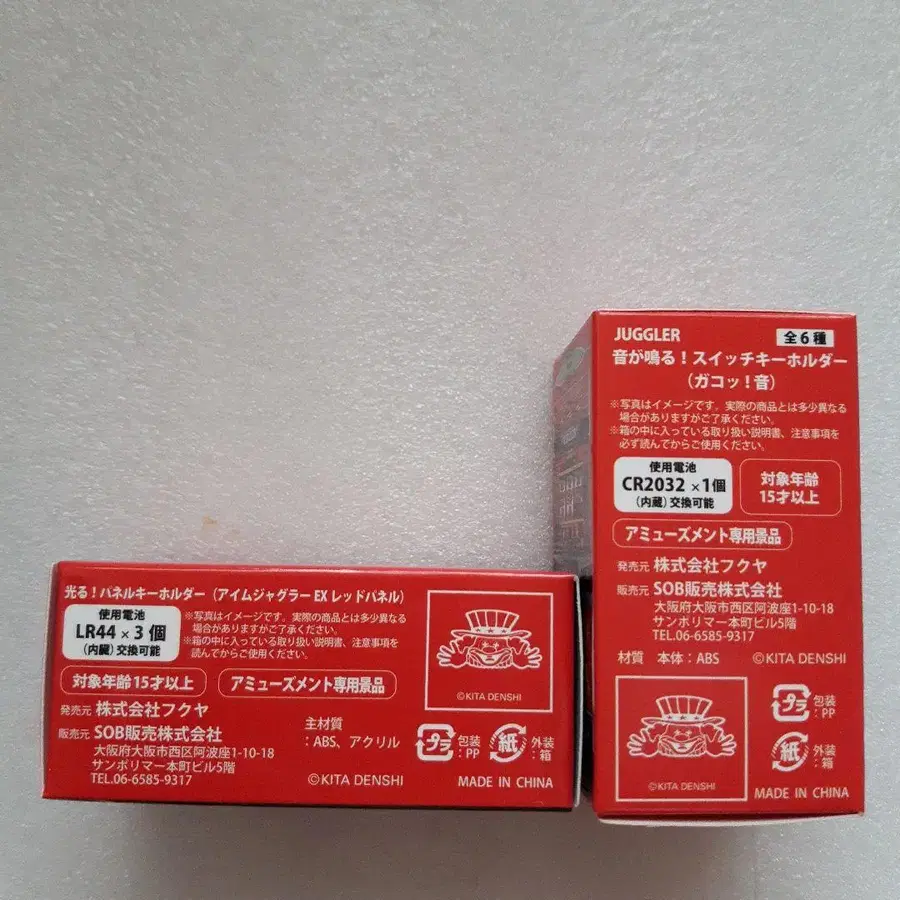 光る！パネルキーホルダー（アイムジャグラー EX レッドパネル）
使用電池
LR44 × 3 個
（内臓）交換可能
※写真はイメージです。実際の商品とは多少異なる
場合がありますがご了承ください。
※箱の中に入っている取り扱い説明書、注意事項を
読んでからご使用ください。
対象年齢15才以上
アミューズメント専用景品
発売元 株式会社フクヤ
販売元 SOB販売株式会社
大阪府大阪市西区阿波座1-10-18
サンポリマー本町ビル5階
TEL.06-6585-9317
主材質
：ABS、アクリル
©KITA DENSHI
©KITA DENSHI
プラ
包装
：PP
紙
外装
：箱
MADE IN CHINA
JUGGLER
全6種
音が鳴る！スイッチキーホルダー
（ガコッ！音）
※写真はイメージです。実際の商品とは多少異なる
場合がありますがご了承ください。
※箱の中に入っている取り扱い説明書、注意事項を
必ず読んでからご使用ください。
使用電池
CR2032 ×1個
（内蔵）交換可能
対象年齢
15才以上
アミューズメント専用景品
発売元 株式会社フクヤ
販売元 SOB販売株式会社
大阪府大阪市西区阿波座1-10-18
サンポリマー本町ビル5階
TEL.06-6585-9317
材質 本体：ABS
©KITA DENSHI
©KITA DENSHI
プラ
包装
：PP
紙
外装
：箱
MADE IN CHINA